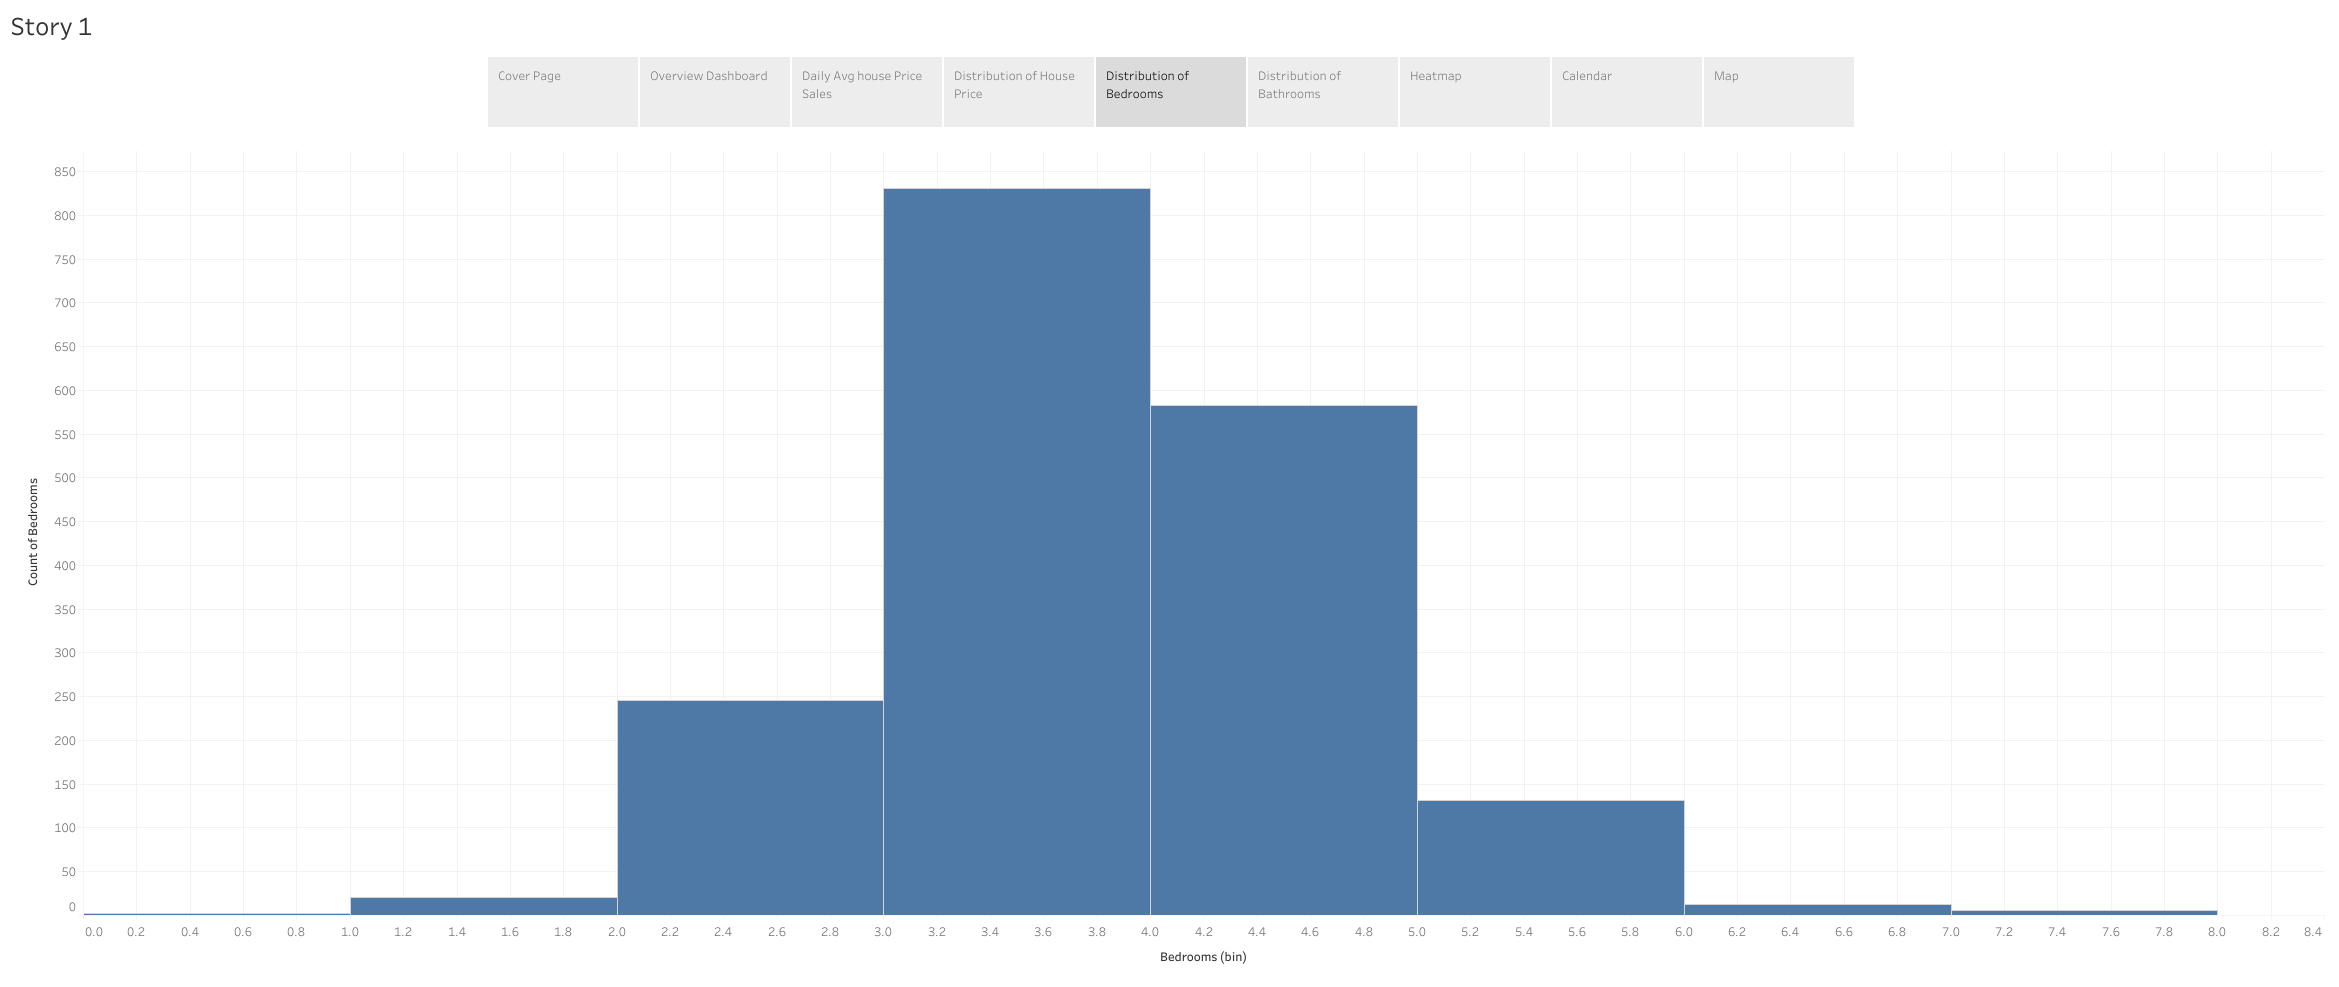 Story 1
Cover Page
Overview Dashboard
Daily Avg house Price
Sales
Distribution of House
Price
Distribution of
Bedrooms
Distribution of
Bathrooms
Heatmap
Calendar
Map
850
800
750
700
650
600
550
500
450
400
350
300
250
200
150
100
50
0
Count of Bedrooms
0.0 0.2 0.4 0.6 0.8 1.0 1.2 1.4 1.6 1.8 2.0 2.2 2.4 2.6 2.8 3.0 3.2 3.4 3.6 3.8 4.0 4.2 4.4 4.6 4.8 5.0 5.2 5.4 5.6 5.8 6.0 6.2 6.4 6.6 6.8 7.0 7.2 7.4 7.6 7.8 8.0 8.2 8.4
Bedrooms (bin)